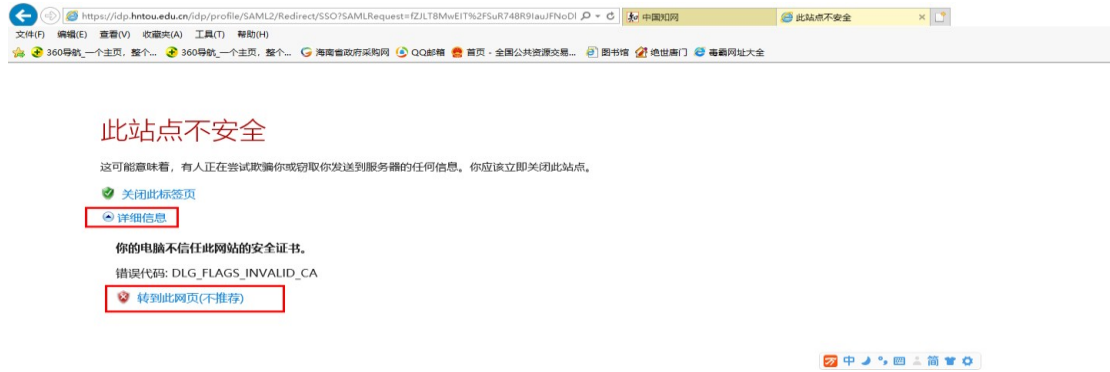 https://idp.hntou.edu.cn/idp/profile/SAML2/Redirect/SSO?SAMLRequest=fZJLT8MwEIT%2FSuR748R9IauJFNoDl 中国知网 此站点不安全
文件(F) 编辑(E) 查看(V) 收藏夹(A) 工具(T) 帮助(H)
360导航_一个主页，整个... 360导航_一个主页，整个... 海南省政府采购网 QQ邮箱 首页 - 全国公共资源交易... 图书馆 绝世唐门 毒霸网址大全
此站点不安全
这可能意味着，有人正在尝试欺骗你或窃取你发送到服务器的任何信息。你应该立即关闭此站点。
关闭此标签页
详细信息
你的电脑不信任此网站的安全证书。
错误代码: DLG_FLAGS_INVALID_CA
转到此网页(不推荐)
中 简